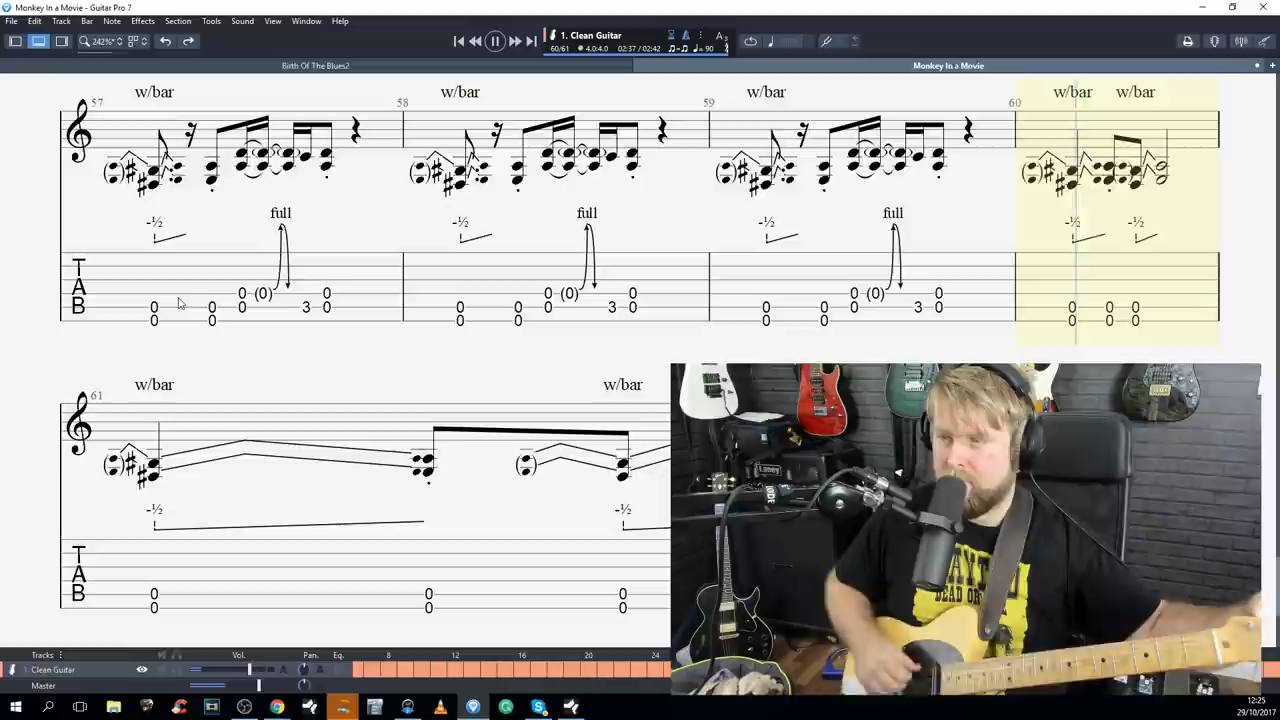 Monkey In a Movie - Guitar Pro 7
File Edit Track Bar Note Effects Section Tools Sound View Window Help
242% 1. Clean Guitar
60/61 4.0:4.0 02:37 / 02:42 = 90
Birth Of The Blues2 Monkey In a Movie
57 w/bar 58 w/bar 59 w/bar 60 w/bar w/bar
-½ full -½ full -½ full -½ -½
T
A 0 (0) 0 0 (0) 0 0 (0) 0
B 0 0 0 3 0 0 0 0 3 0 0 0 0 3 0 0 0 0
0 0 0 0 0 0 0 0 0
61 w/bar w/bar
-½ -½
T
A
B 0 0 0
0 0 0
Tracks Vol. Pan. Eq. 8 12 16 20 24
1. Clean Guitar
Master
Laney
DEAD OR
12:25
29/10/2017